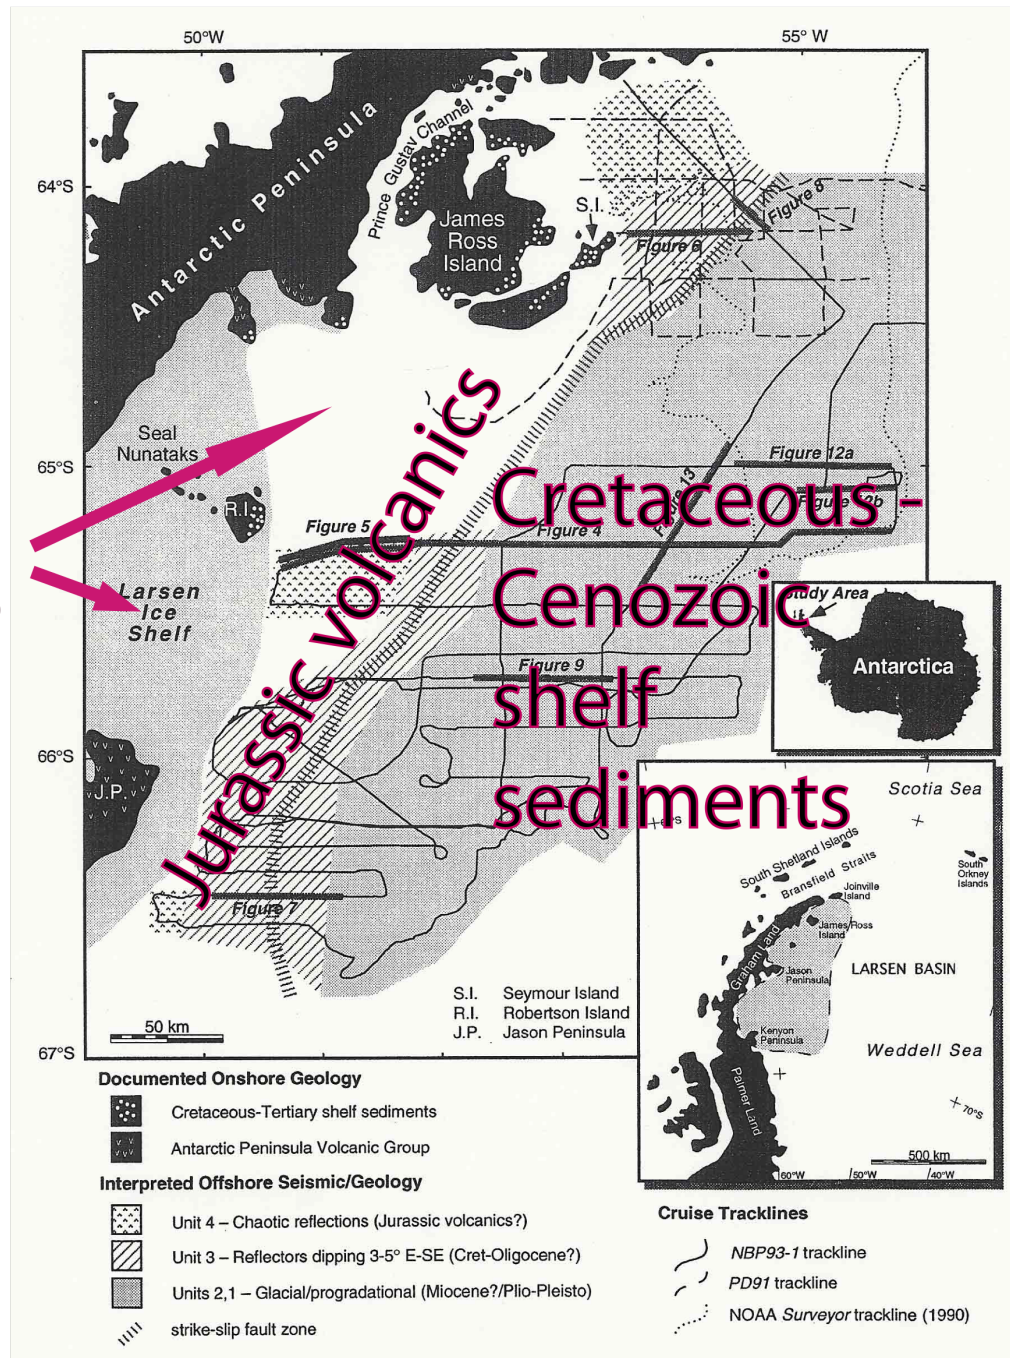 50°W
55° W
64°S
65°S
66°S
67°S
Antarctic Peninsula
Prince Gustav Channel
James
Ross
Island
S.I.
Figure 8
Figure 6
Seal
Nunataks
R.I.
Figure 5
Figure 4
Figure 13
Figure 12a
Larsen
Ice
Shelf
Jurassic volcanics
Cretaceous -
Cenozoic
shelf
sediments
Figure 9
J.P.
Figure 7
S.I. Seymour Island
R.I. Robertson Island
J.P. Jason Peninsula
50 km
Study Area
Antarctica
Scotia Sea
South Shetland Islands
Bransfield Straits
South
Orkney
Islands
Joinville
Island
James Ross
Island
Graham Land
LARSEN BASIN
Jason
Peninsula
Kenyon
Peninsula
Weddell Sea
Palmer Land
70°S
500 km
60°W
50°W
40°W
Documented Onshore Geology
Cretaceous-Tertiary shelf sediments
Antarctic Peninsula Volcanic Group
Interpreted Offshore Seismic/Geology
Unit 4 – Chaotic reflections (Jurassic volcanics?)
Unit 3 – Reflectors dipping 3-5° E-SE (Cret-Oligocene?)
Units 2,1 – Glacial/progradational (Miocene?/Plio-Pleisto)
strike-slip fault zone
Cruise Tracklines
NBP93-1 trackline
PD91 trackline
NOAA Surveyor trackline (1990)